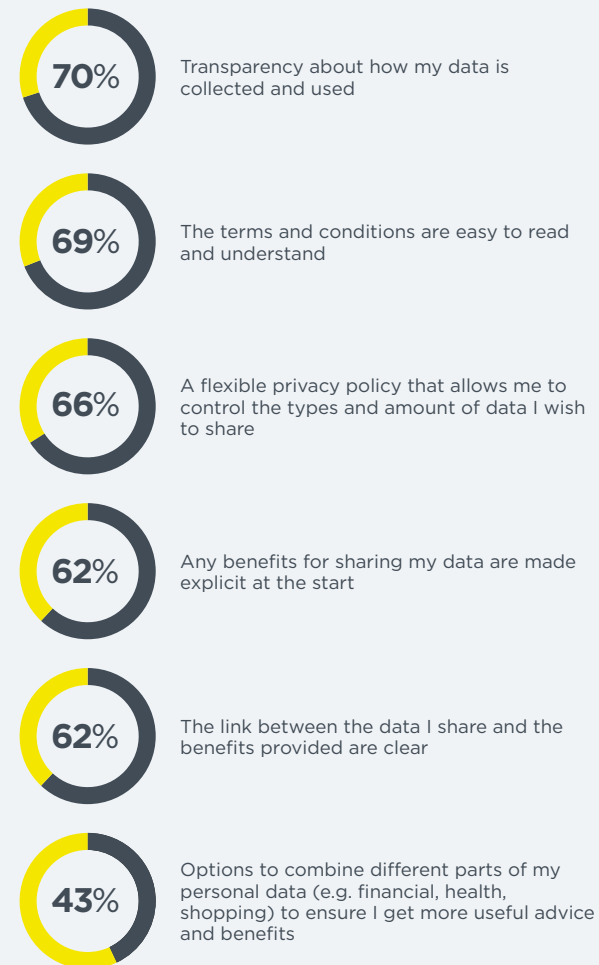 70%
Transparency about how my data is
collected and used
69%
The terms and conditions are easy to read
and understand
66%
A flexible privacy policy that allows me to
control the types and amount of data I wish
to share
62%
Any benefits for sharing my data are made
explicit at the start
62%
The link between the data I share and the
benefits provided are clear
43%
Options to combine different parts of my
personal data (e.g. financial, health,
shopping) to ensure I get more useful advice
and benefits